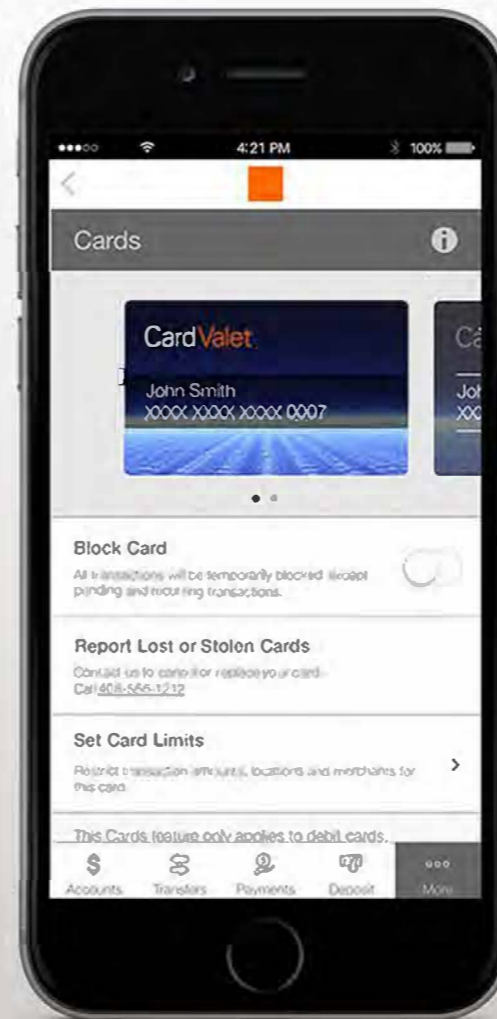 4:21 PM 100%
Cards
CardValet
John Smith
XXXX XXXX XXXX 0007
Ca
Joh
XXX
Block Card
All transactions will be temporarily blocked except
pending and recurring transactions.
Report Lost or Stolen Cards
Contact us to cancel or replace your card.
Call 408-555-1212
Set Card Limits
Restrict transaction amounts, locations and merchants for
this card.
This Cards feature only applies to debit cards.
Accounts Transfers Payments Deposit More